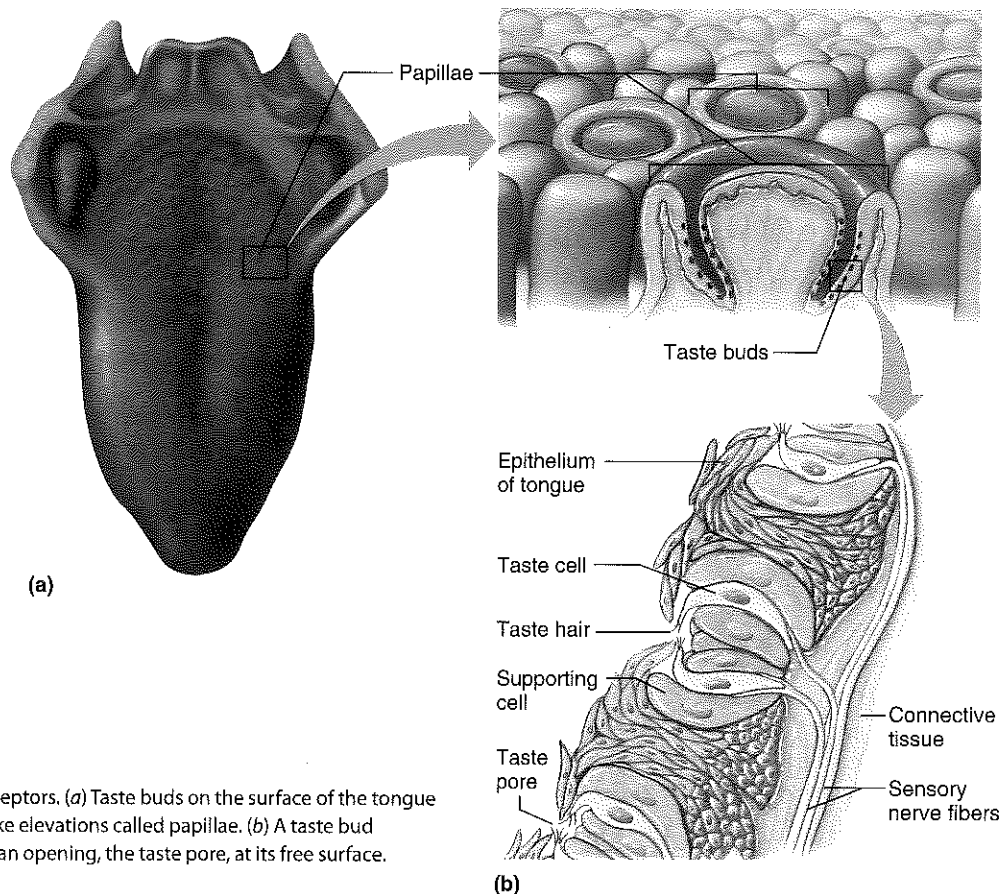 Papillae
Taste buds
(a)
Epithelium
of tongue
Taste cell
Taste hair
Supporting
cell
Taste
pore
Connective
tissue
Sensory
nerve fibers
(b)
(a) Taste buds on the surface of the tongue
elevations called papillae. (b) A taste bud
an opening, the taste pore, at its free surface.